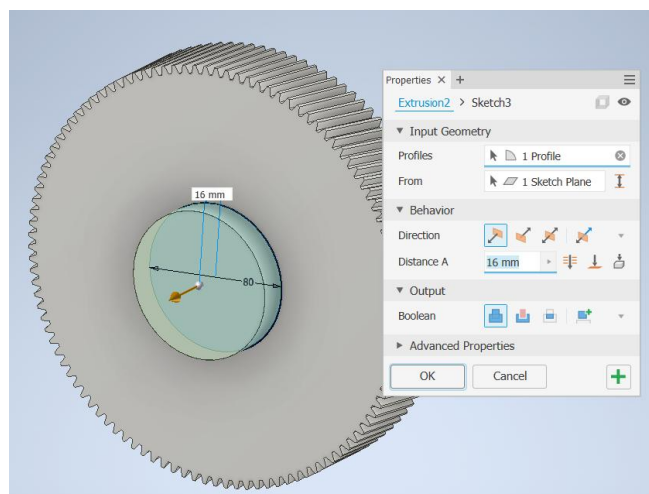 Properties × +
Extrusion2 > Sketch3
Input Geometry
Profiles 1 Profile
From 1 Sketch Plane
Behavior
Direction
Distance A 16 mm
Output
Boolean
Advanced Properties
OK Cancel
16 mm
80